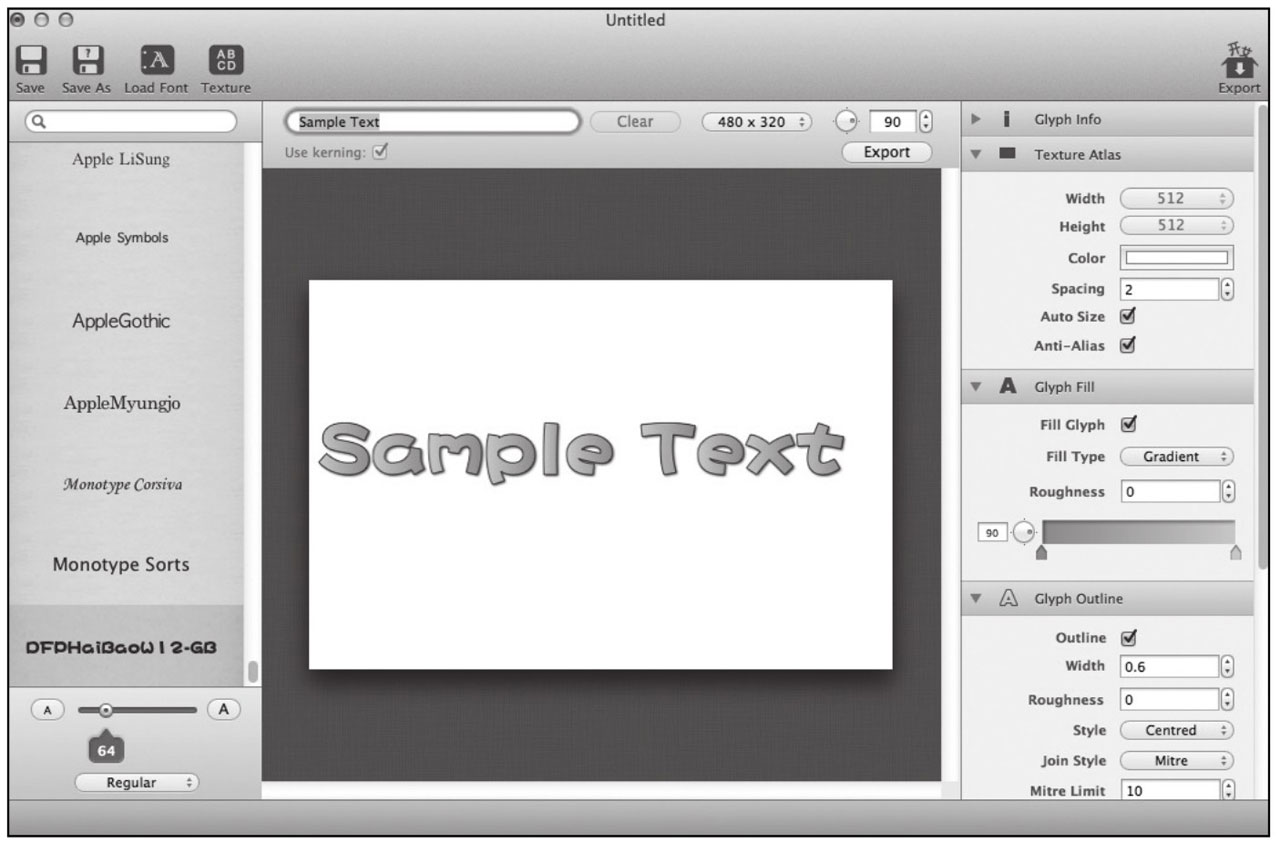 Untitled
Save Save As Load Font Texture
Export
Sample Text Clear 480 x 320 90
Use kerning: Export
Apple LiSung
Apple Symbols
AppleGothic
AppleMyungjo
Monotype Corsiva
Monotype Sorts
DFPHaiBaoW12-GB
A A
64
Regular
Sample Text
Glyph Info
Texture Atlas
Width 512
Height 512
Color
Spacing 2
Auto Size
Anti-Alias
Glyph Fill
Fill Glyph
Fill Type Gradient
Roughness 0
90
Glyph Outline
Outline
Width 0.6
Roughness 0
Style Centred
Join Style Mitre
Mitre Limit 10